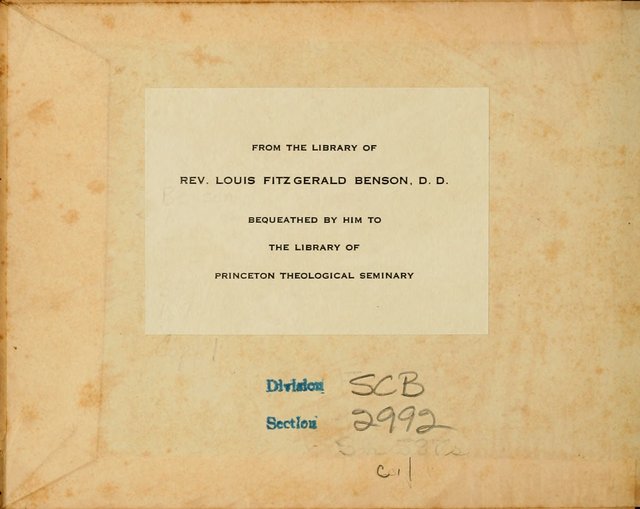 FROM THE LIBRARY OF
REV. LOUIS FITZGERALD BENSON, D. D.
BEQUEATHED BY HIM TO
THE LIBRARY OF
PRINCETON THEOLOGICAL SEMINARY
Division SCB
Section 2992
c.1